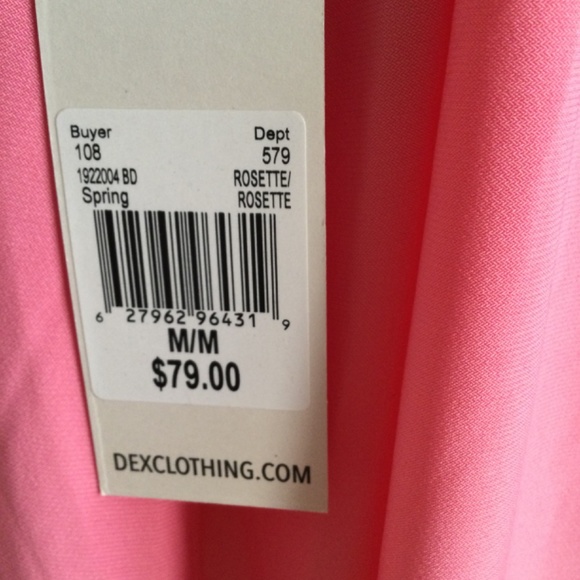 Buyer Dept
108 579
1922004 BD ROSETTE/
Spring ROSETTE
6 27962 96431 9
M/M
$79.00
DEXCLOTHING.COM